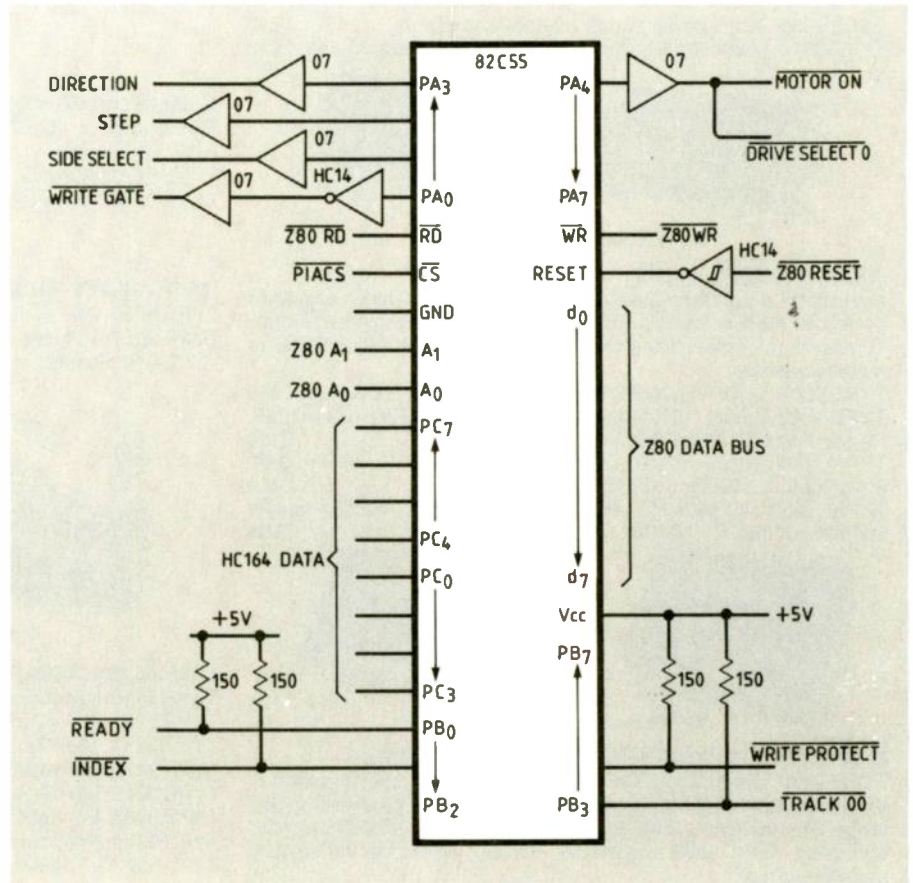 82C55
DIRECTION
07
PA3
STEP
07
SIDE SELECT
07
HC14
WRITE GATE
07
PA0
Z80 RD
RD
PIACS
CS
GND
Z80 A1
A1
Z80 A0
A0
PC7
PC4
HC164 DATA
PC0
+5V
150
150
PC3
READY
PB0
INDEX
PB2
PA4
07
MOTOR ON
DRIVE SELECT 0
PA7
WR
Z80 WR
HC14
RESET
Z80 RESET
d0
Z80 DATA BUS
d7
Vcc
+5V
PB7
150
150
WRITE PROTECT
PB3
TRACK 00